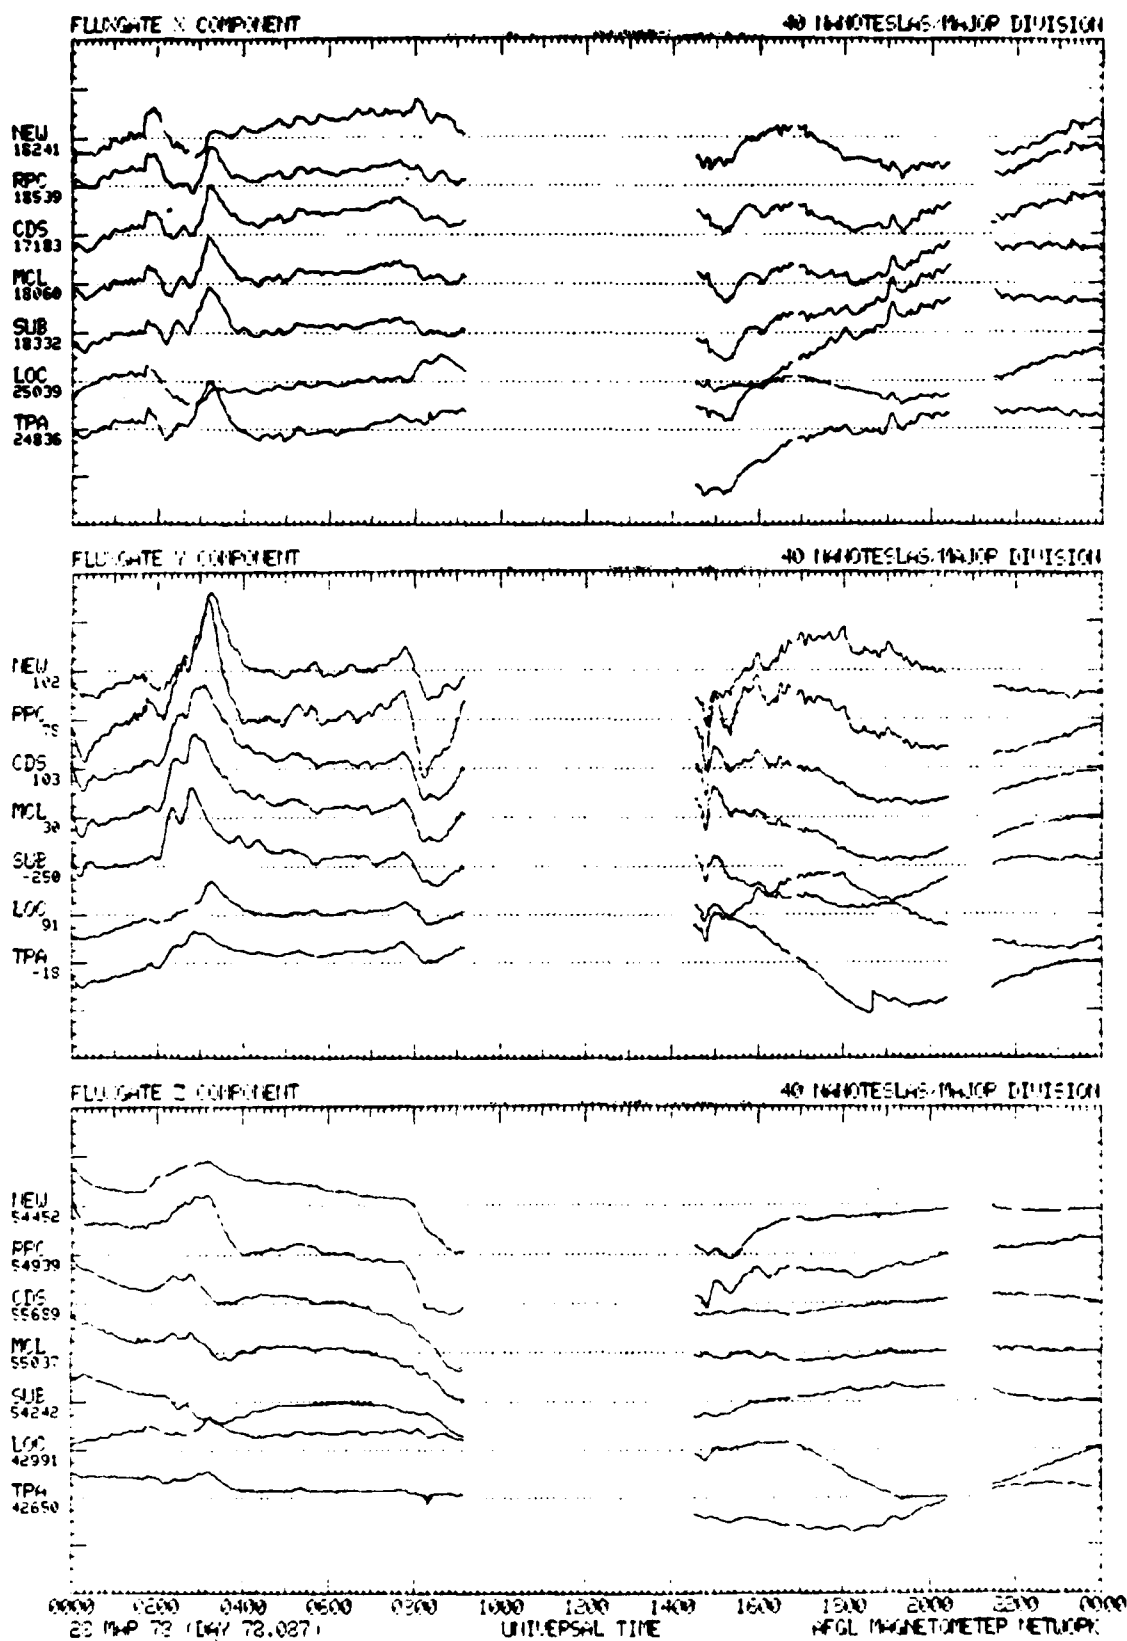 FLUXGATE X COMPONENT 40 NANOTESLAS/MAJOR DIVISION
NEW
18241
RPC
18539
CDS
17183
MCL
18060
SUB
18332
LOC
25039
TPA
24836
FLUXGATE Y COMPONENT 40 NANOTESLAS/MAJOR DIVISION
NEW
102
RPC
75
CDS
103
MCL
30
SUB
-250
LOC
91
TPA
-18
FLUXGATE Z COMPONENT 40 NANOTESLAS/MAJOR DIVISION
NEW
54452
RPC
54939
CDS
55689
MCL
55037
SUB
54242
LOC
42991
TPA
42650
0000 0200 0400 0600 0800 1000 1200 1400 1600 1800 2000 2200 0000
28 MAR 78 (DAY 78.087) UNIVERSAL TIME AFGL MAGNETOMETER NETWORK